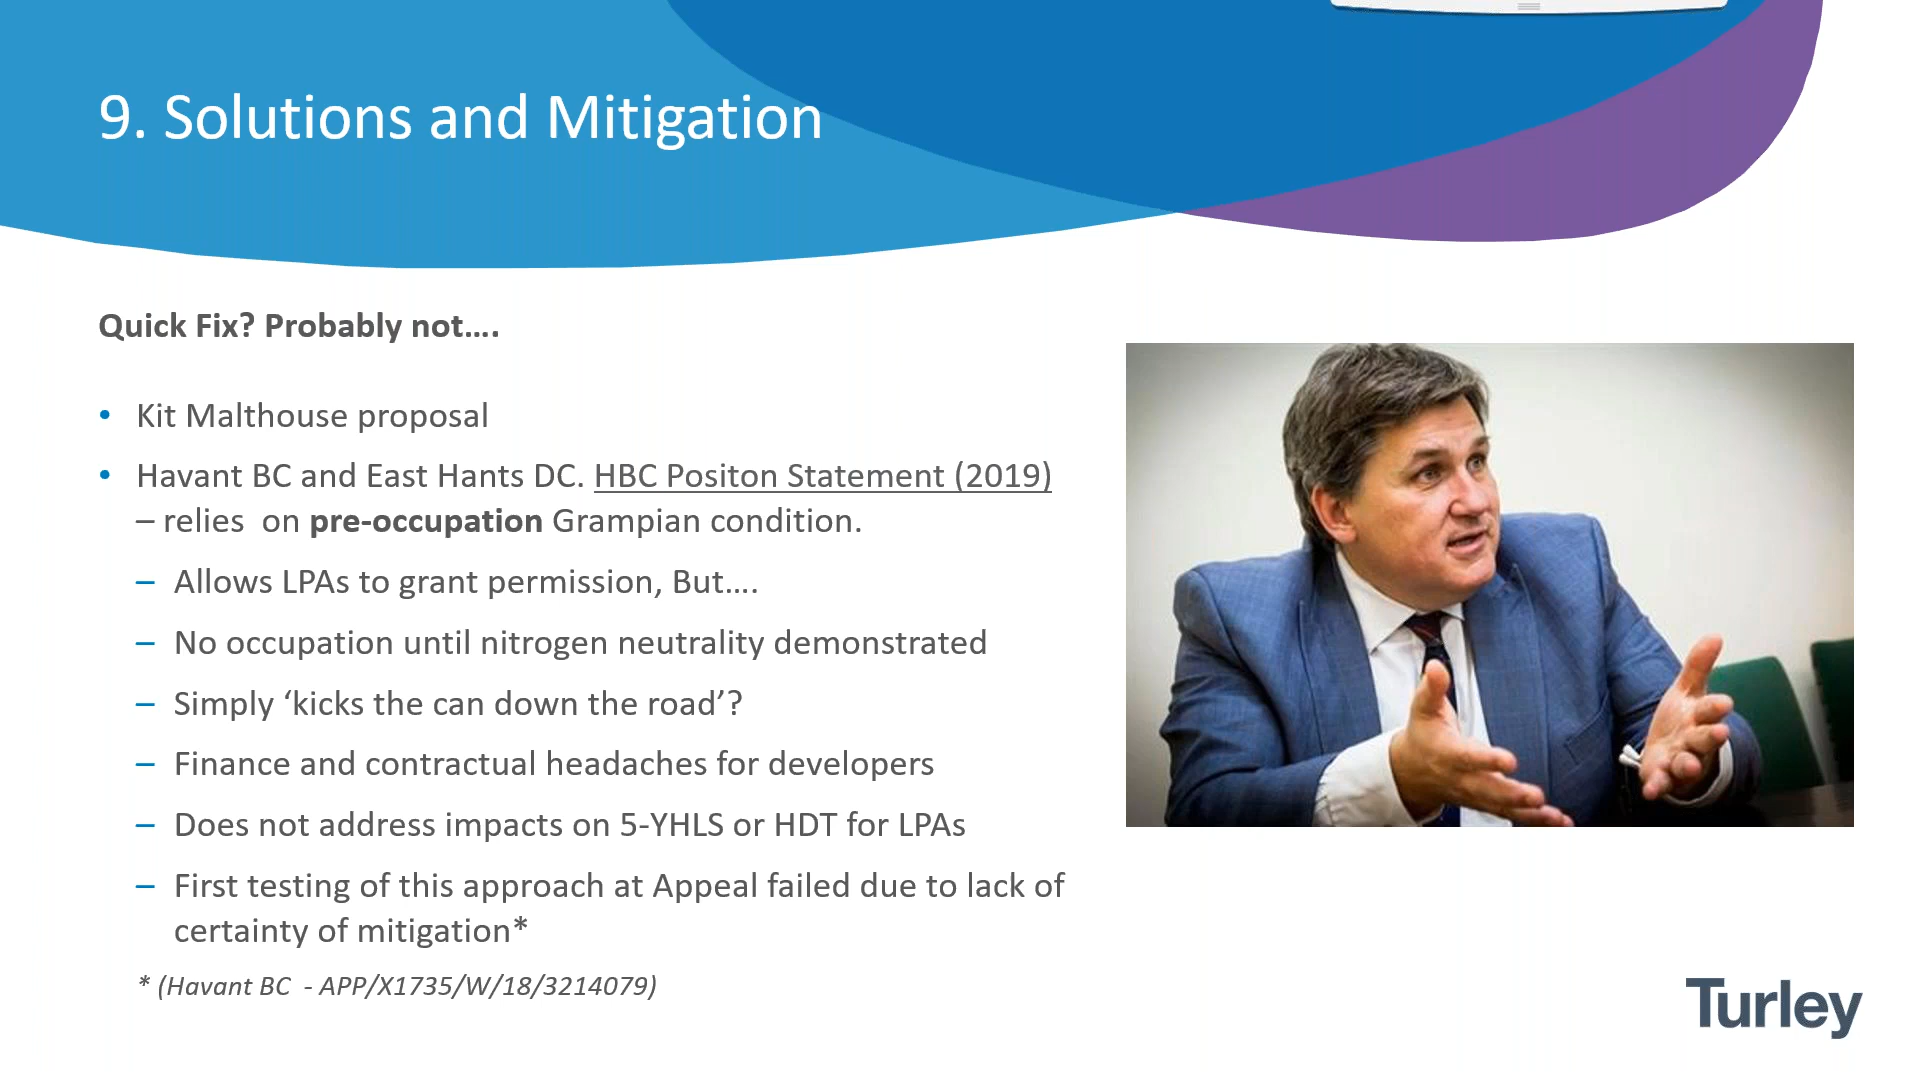 9. Solutions and Mitigation
Quick Fix? Probably not….
• Kit Malthouse proposal
• Havant BC and East Hants DC. HBC Positon Statement (2019)
– relies  on pre-occupation Grampian condition.
– Allows LPAs to grant permission, But….
– No occupation until nitrogen neutrality demonstrated
– Simply ‘kicks the can down the road’?
– Finance and contractual headaches for developers
– Does not address impacts on 5-YHLS or HDT for LPAs
– First testing of this approach at Appeal failed due to lack of
certainty of mitigation*
* (Havant BC  - APP/X1735/W/18/3214079)
Turley